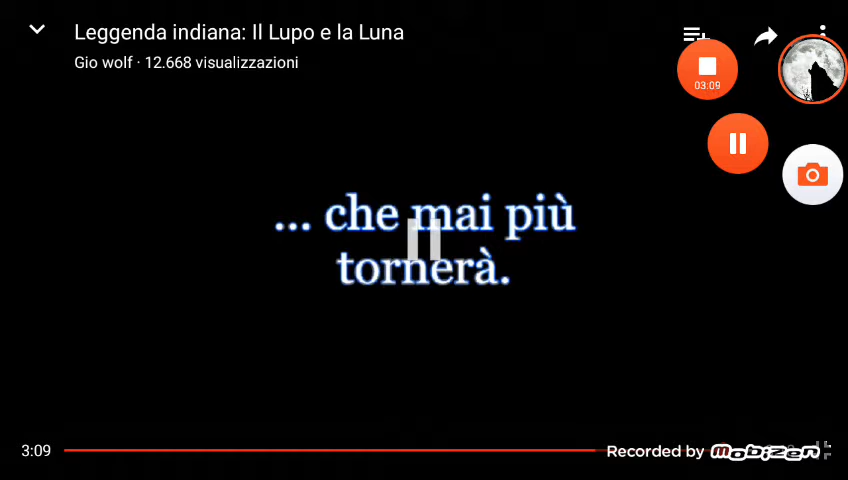 Leggenda indiana: Il Lupo e la Luna
Gio wolf · 12.668 visualizzazioni
03:09
... che mai più
tornerà.
3:09
Recorded by Mobizen